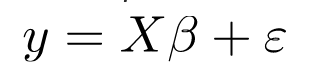 y = Xβ + ε